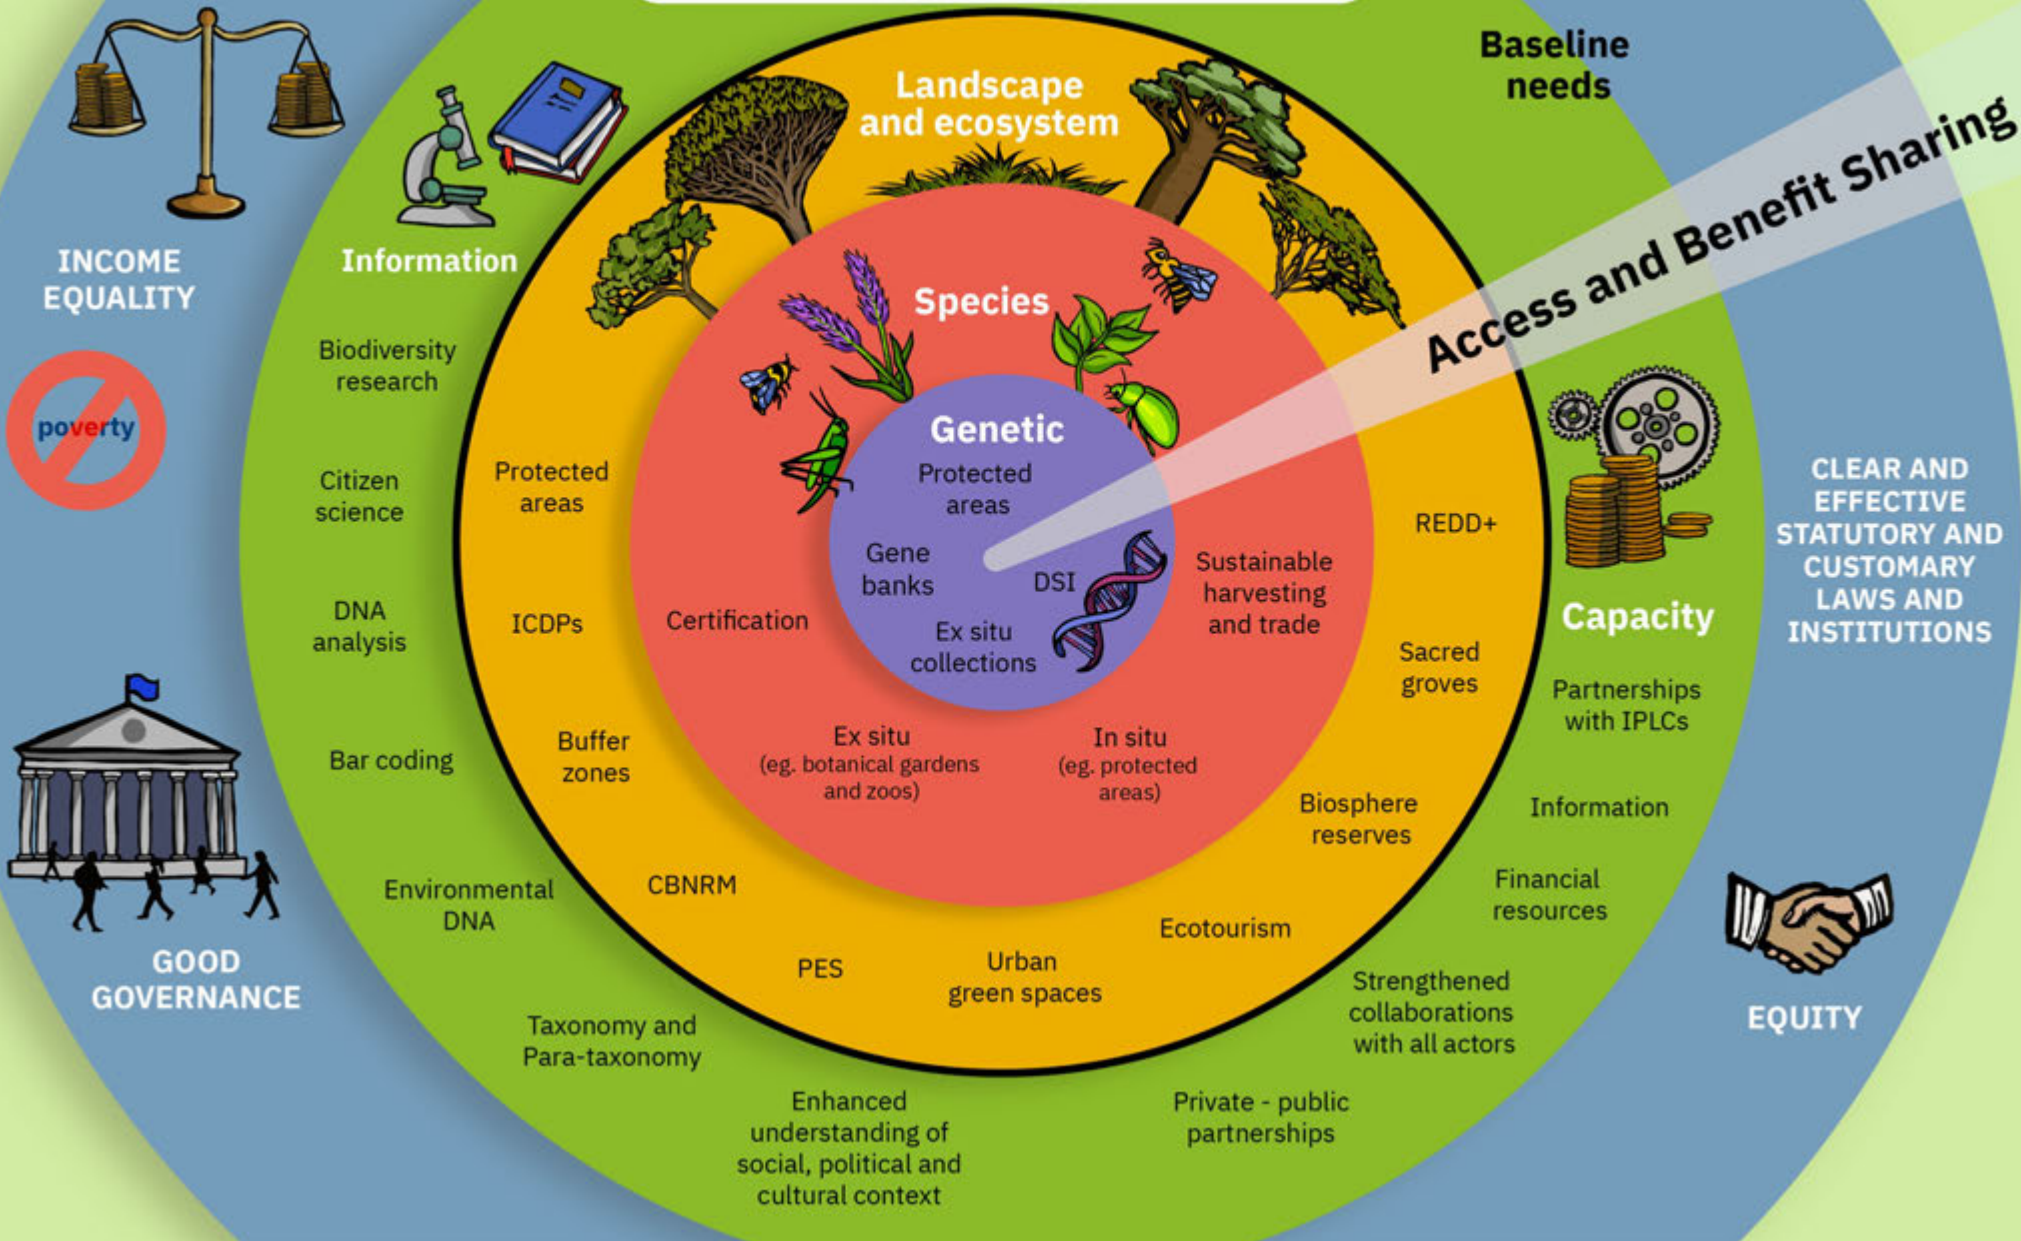 Landscape
and ecosystem
Baseline
needs
Access and Benefit Sharing
INCOME
EQUALITY
poverty
GOOD
GOVERNANCE
Information
Biodiversity
research
Citizen
science
DNA
analysis
Bar coding
Environmental
DNA
Taxonomy and
Para-taxonomy
Enhanced
understanding of
social, political and
cultural context
Protected
areas
ICDPs
Buffer
zones
CBNRM
PES
Urban
green spaces
Ecotourism
Biosphere
reserves
Sacred
groves
REDD+
Species
Certification
Ex situ
(eg. botanical gardens
and zoos)
In situ
(eg. protected
areas)
Sustainable
harvesting
and trade
Genetic
Protected
areas
Gene
banks
DSI
Ex situ
collections
Capacity
Partnerships
with IPLCs
Information
Financial
resources
Strengthened
collaborations
with all actors
Private - public
partnerships
CLEAR AND
EFFECTIVE
STATUTORY AND
CUSTOMARY
LAWS AND
INSTITUTIONS
EQUITY